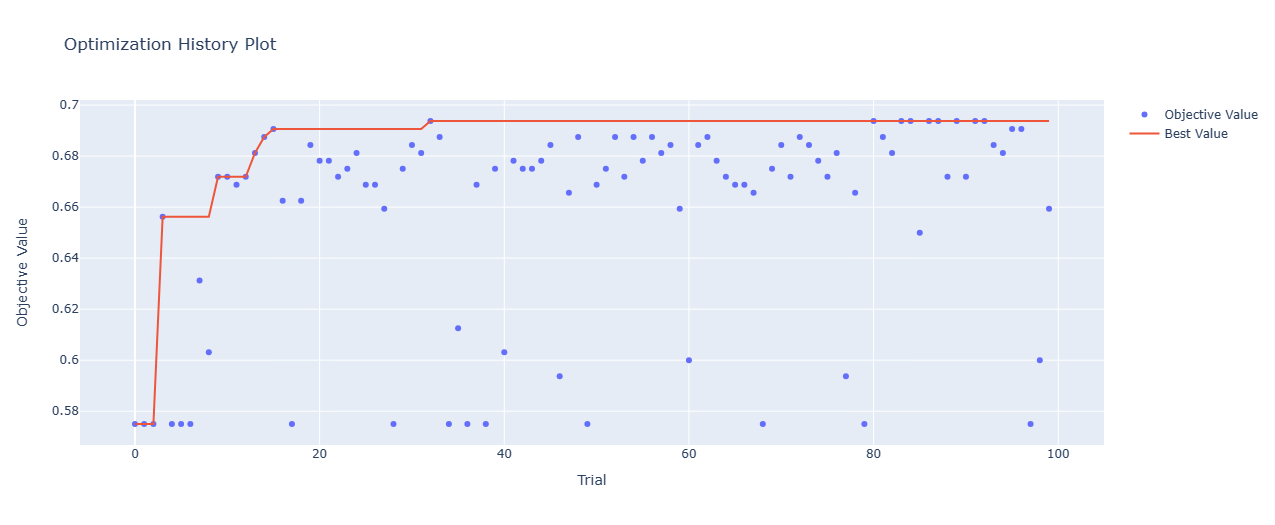 Optimization History Plot
Objective Value
Best Value
0.7
0.68
0.66
0.64
0.62
0.6
0.58
Objective Value
0
20
40
60
80
100
Trial